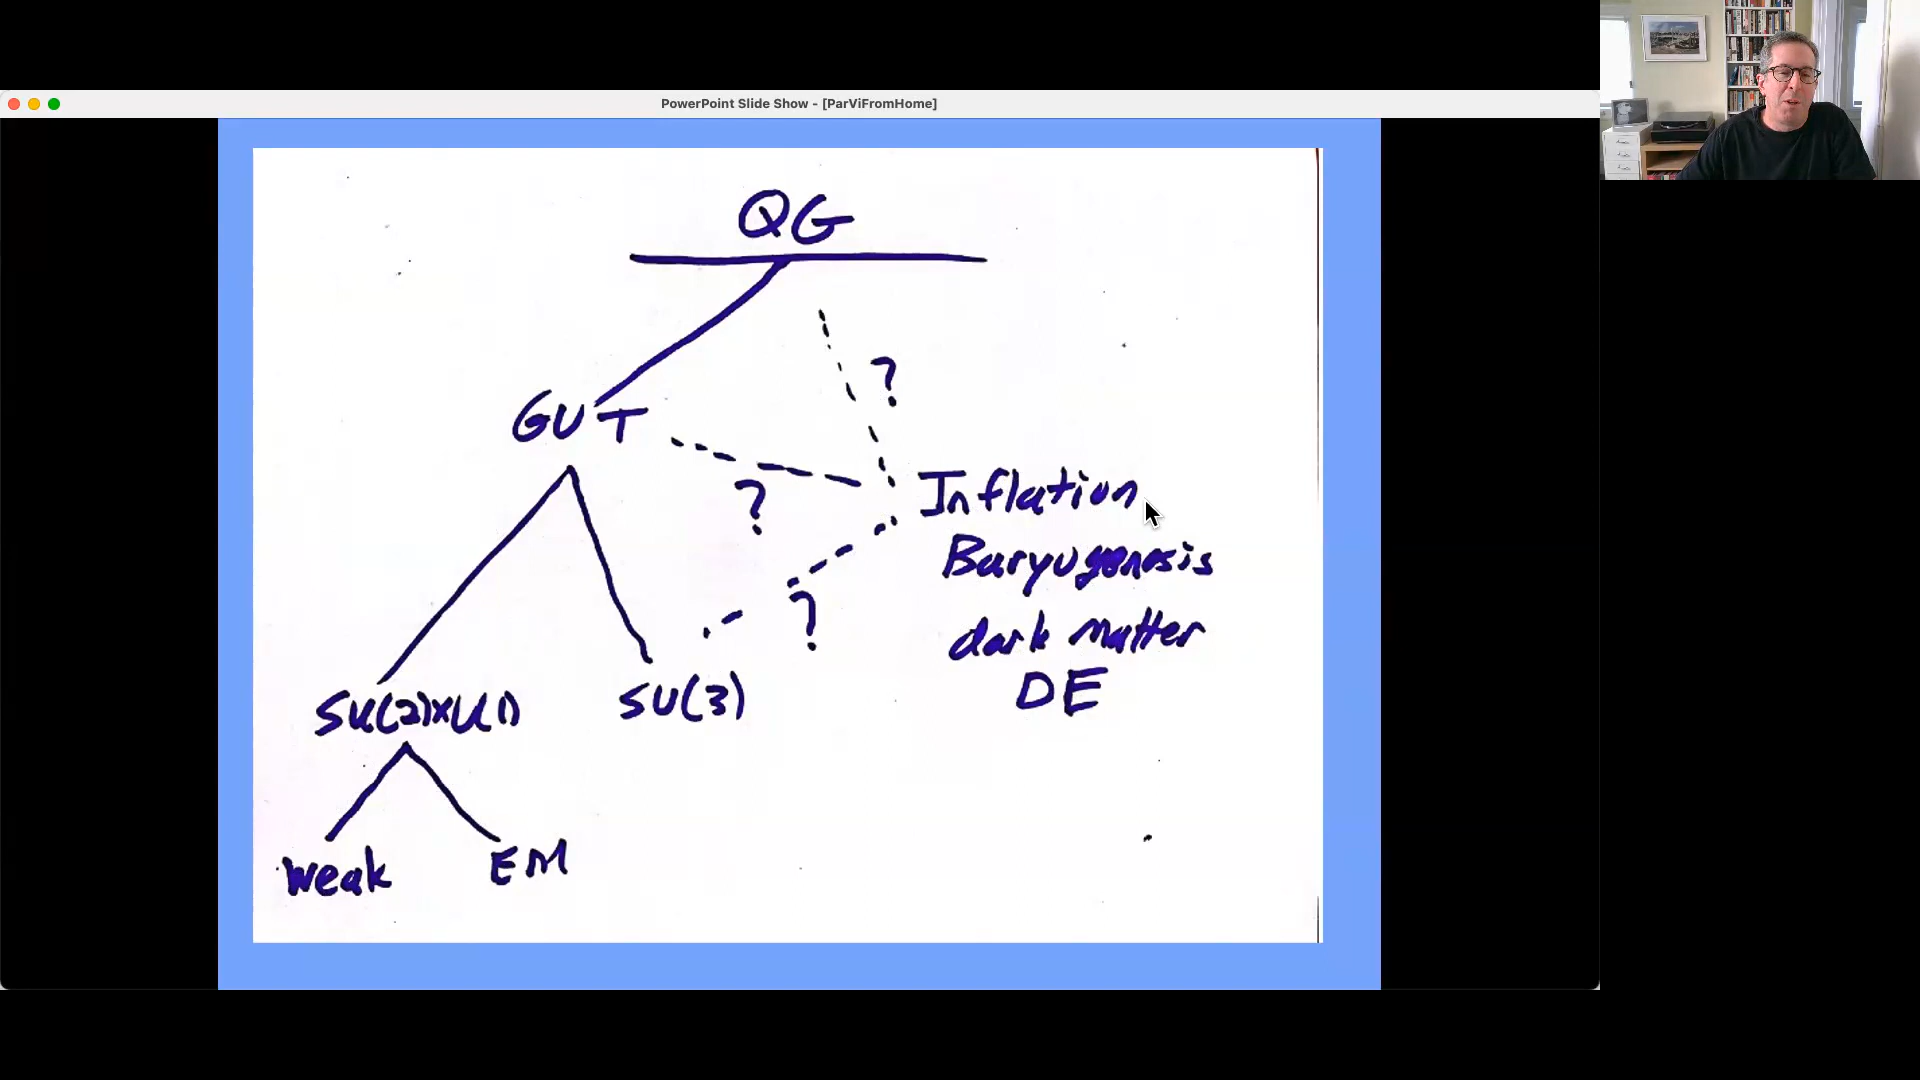 PowerPoint Slide Show - [ParViFromHome]
QG
?
GUT
?
Inflation
Baryogenesis
?
dark matter
DE
SU(2)xU(1)
SU(3)
Weak
EM